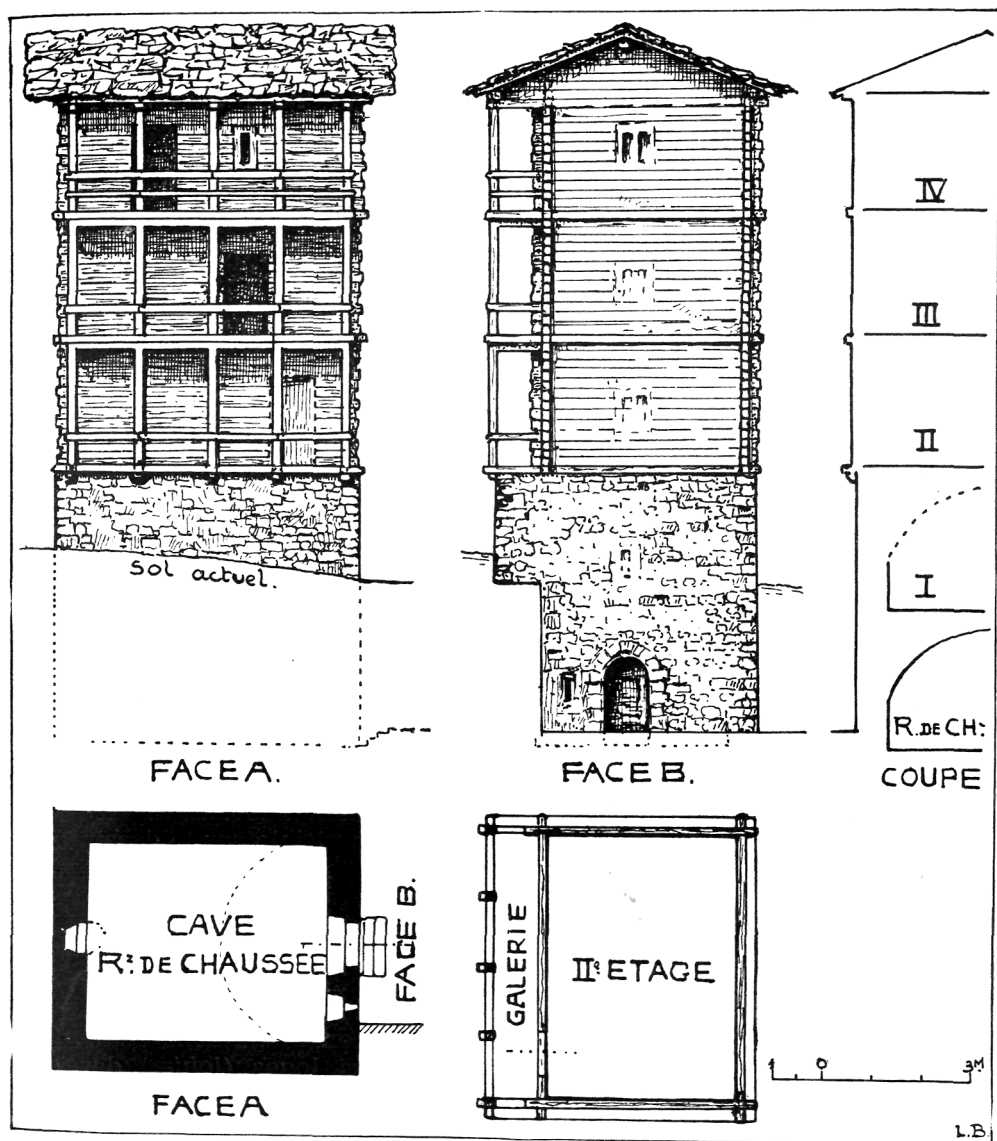 IV
III
II
I
R. DE CH:
Sol actuel.
FACE A.
FACE B.
COUPE
CAVE
Rz. DE CHAUSSÉE
FACE B.
FACE A
GALERIE
IIe ETAGE
1 0 3M
L.B.